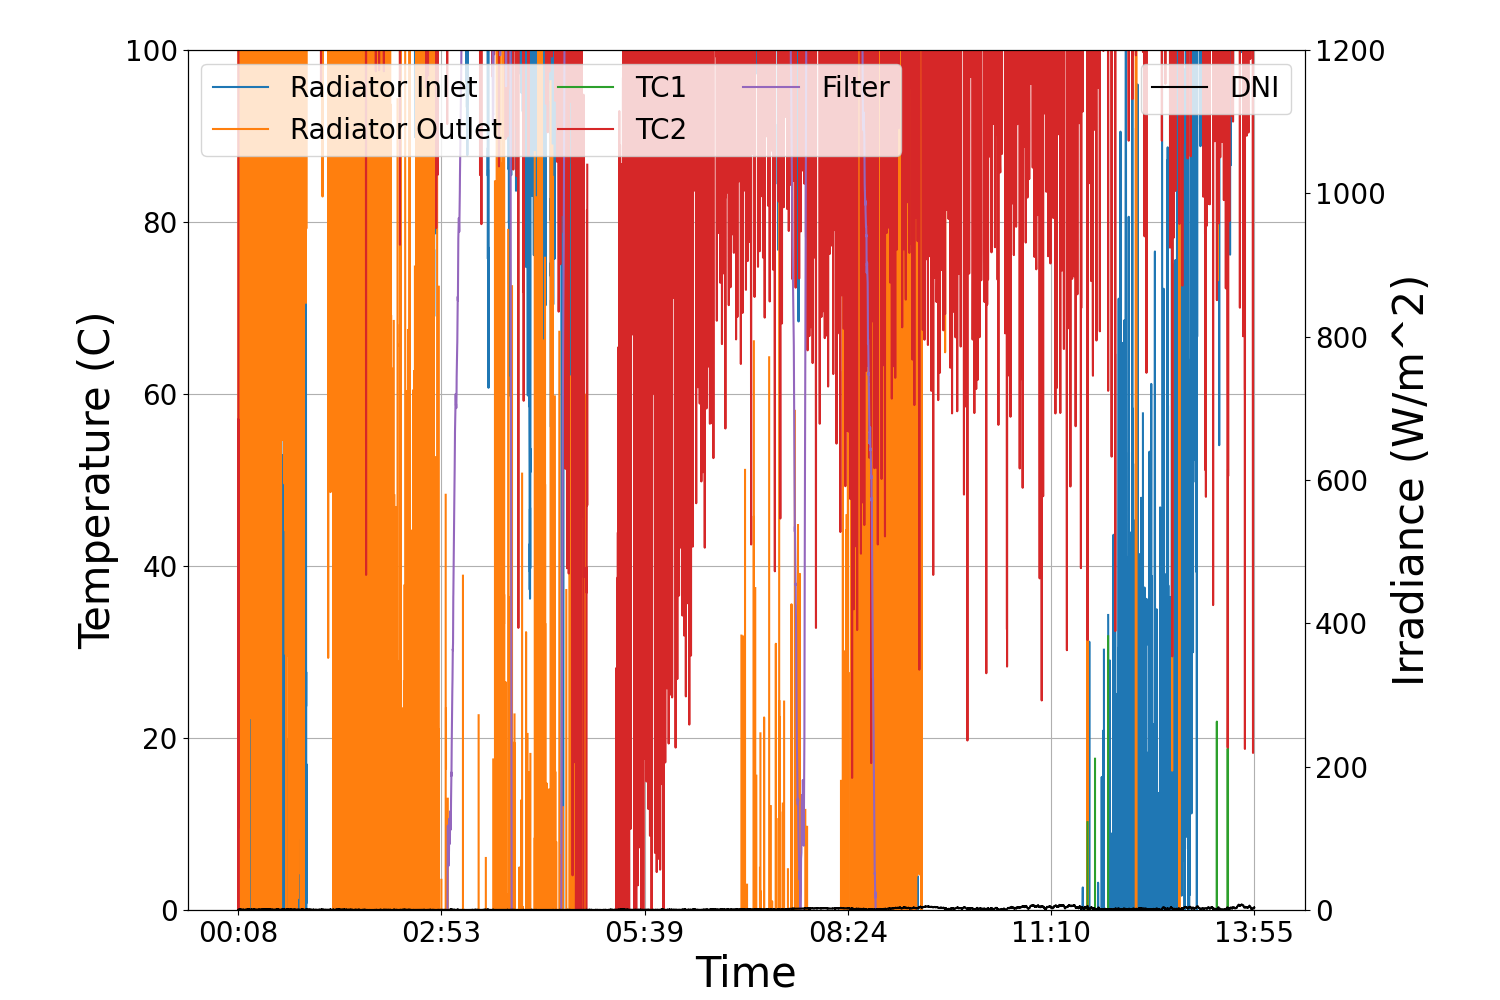 100
80
60
40
20
0
Temperature (C)
Radiator Inlet
Radiator Outlet
TC1
TC2
Filter
DNI
1200
1000
800
600
400
200
0
Irradiance (W/m^2)
00:08
02:53
05:39
08:24
11:10
13:55
Time